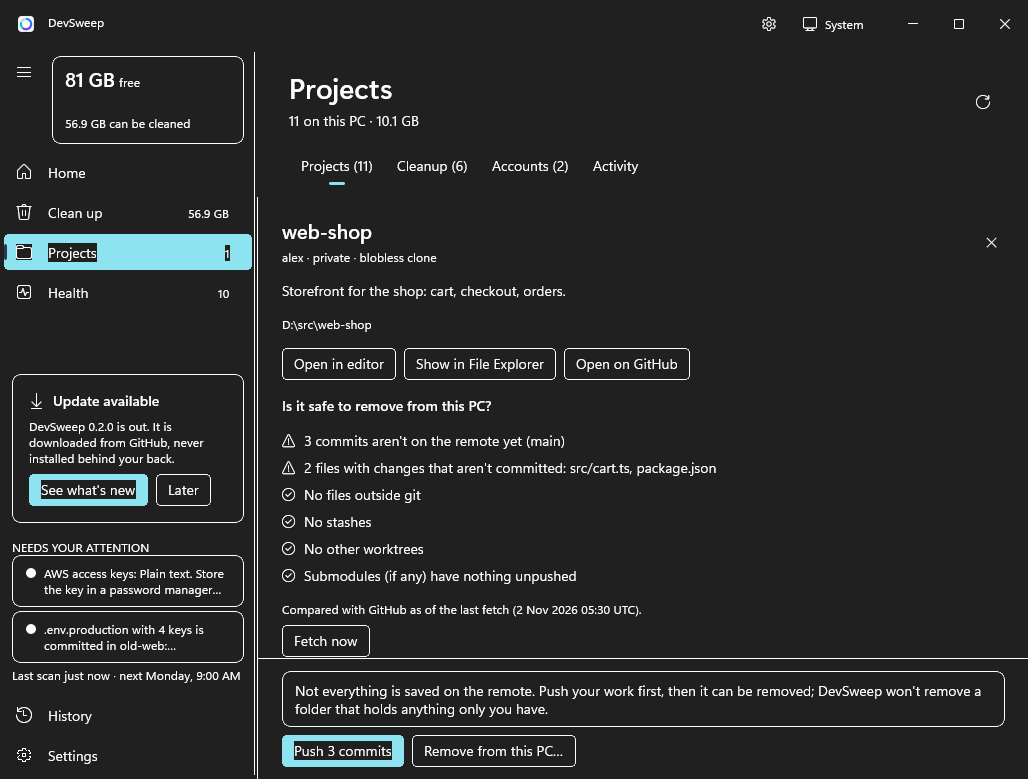 DevSweep
System
81 GB free
56.9 GB can be cleaned
Home
Clean up 56.9 GB
Projects 1
Health 10
Update available
DevSweep 0.2.0 is out. It is
downloaded from GitHub, never
installed behind your back.
See what's new
Later
NEEDS YOUR ATTENTION
AWS access keys: Plain text. Store
the key in a password manager...
.env.production with 4 keys is
committed in old-web:...
Last scan just now · next Monday, 9:00 AM
History
Settings
Projects
11 on this PC · 10.1 GB
Projects (11) Cleanup (6) Accounts (2) Activity
web-shop
alex · private · blobless clone
Storefront for the shop: cart, checkout, orders.
D:\src\web-shop
Open in editor Show in File Explorer Open on GitHub
Is it safe to remove from this PC?
3 commits aren't on the remote yet (main)
2 files with changes that aren't committed: src/cart.ts, package.json
No files outside git
No stashes
No other worktrees
Submodules (if any) have nothing unpushed
Compared with GitHub as of the last fetch (2 Nov 2026 05:30 UTC).
Fetch now
Not everything is saved on the remote. Push your work first, then it can be removed; DevSweep won't remove a
folder that holds anything only you have.
Push 3 commits Remove from this PC...